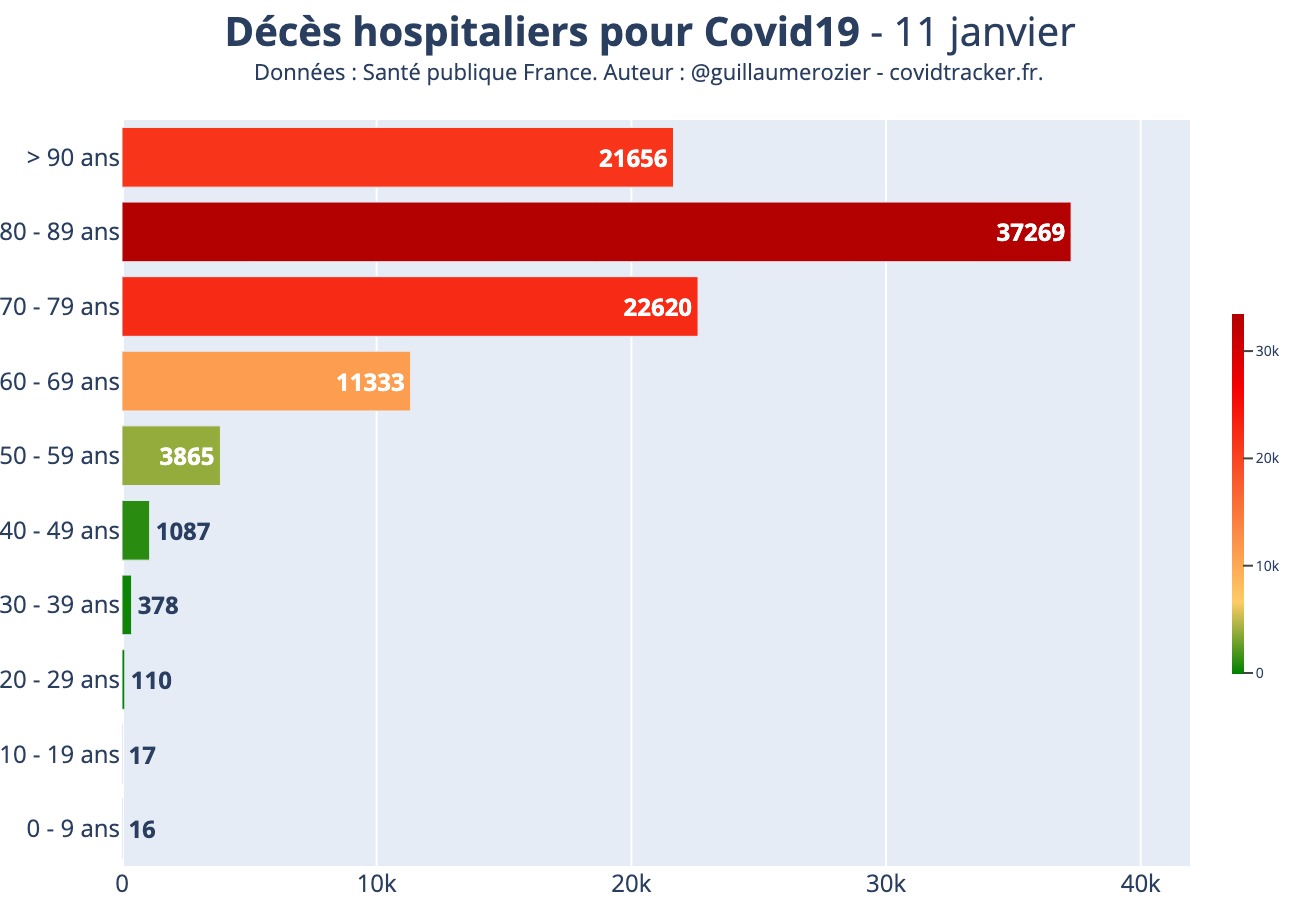 Décès hospitaliers pour Covid19 - 11 janvier
Données : Santé publique France. Auteur : @guillaumerozier - covidtracker.fr.
> 90 ans 21656
80 - 89 ans 37269
70 - 79 ans 22620
60 - 69 ans 11333
50 - 59 ans 3865
40 - 49 ans 1087
30 - 39 ans 378
20 - 29 ans 110
10 - 19 ans 17
0 - 9 ans 16
0 10k 20k 30k 40k
30k
20k
10k
0